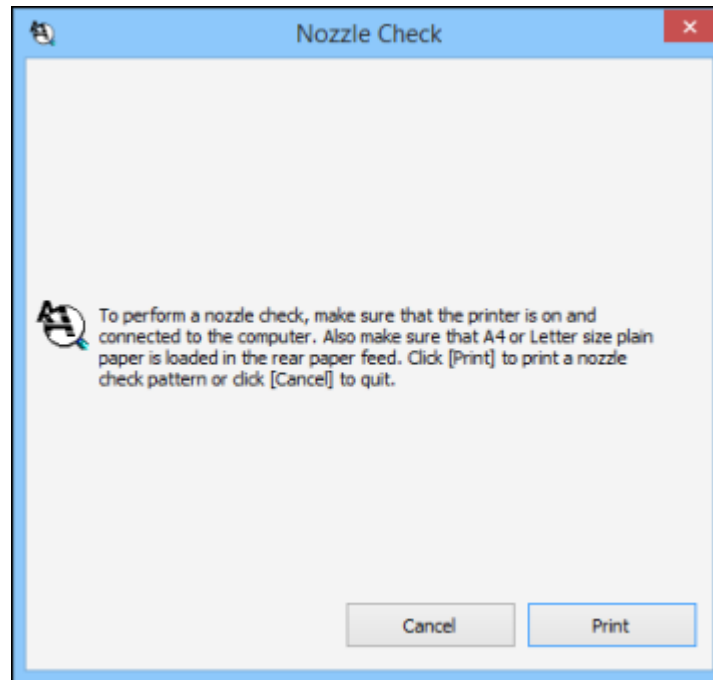 Nozzle Check
To perform a nozzle check, make sure that the printer is on and
connected to the computer. Also make sure that A4 or Letter size plain
paper is loaded in the rear paper feed. Click [Print] to print a nozzle
check pattern or click [Cancel] to quit.
Cancel
Print